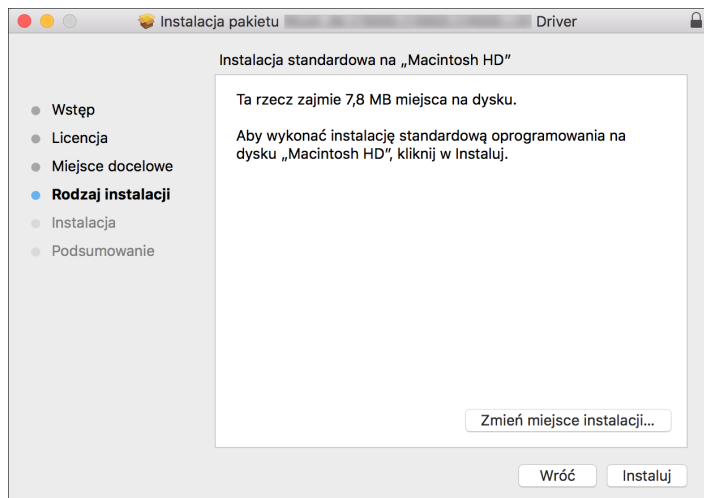 Instalacja pakietu Driver
Instalacja standardowa na „Macintosh HD”
Wstęp
Licencja
Miejsce docelowe
Rodzaj instalacji
Instalacja
Podsumowanie
Ta rzecz zajmie 7,8 MB miejsca na dysku.
Aby wykonać instalację standardową oprogramowania na
dysku „Macintosh HD”, kliknij w Instaluj.
Zmień miejsce instalacji...
Wróć
Instaluj